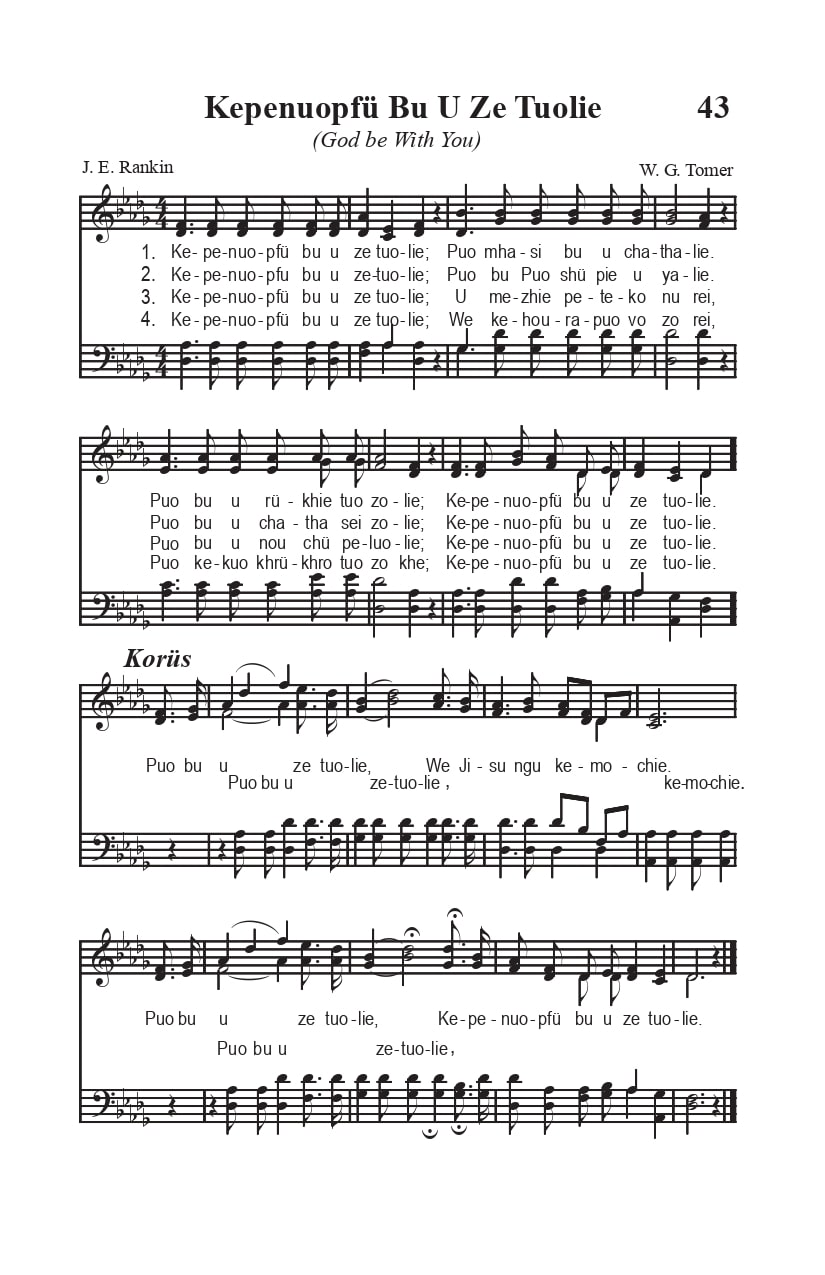 Kepenuopfü Bu U Ze Tuolie 43
(God be With You)
J. E. Rankin W. G. Tomer
1. Ke-pe-nuo-pfü bu u ze tuo-lie; Puo mha-si bu u cha-tha-lie.
2. Ke-pe-nuo-pfü bu u ze-tuo-lie; Puo bu Puo shü pie u ya-lie.
3. Ke-pe-nuo-pfü bu u ze-tuo-lie; U me-zhie pe-te-ko nu rei,
4. Ke-pe-nuo-pfü bu u ze-tuo-lie; We ke-hou-ra-puo vo zo rei,
Puo bu u rü-khie tuo zo-lie; Ke-pe-nuo-pfü bu u ze tuo-lie.
Puo bu u cha-tha sei zo-lie; Ke-pe-nuo-pfü bu u ze tuo-lie.
Puo bu u nou chü pe-luo-lie; Ke-pe-nuo-pfü bu u ze tuo-lie.
Puo ke-kuo khrü-khro tuo zo khe; Ke-pe-nuo-pfü bu u ze tuo-lie.
Korüs
Puo bu u ze tuo-lie, We Ji-su ngu ke-mo-chie.
Puo bu u ze-tuo-lie, ke-mo-chie.
Puo bu u ze tuo-lie, Ke-pe-nuo-pfü bu u ze tuo-lie.
Puo bu u ze-tuo-lie,